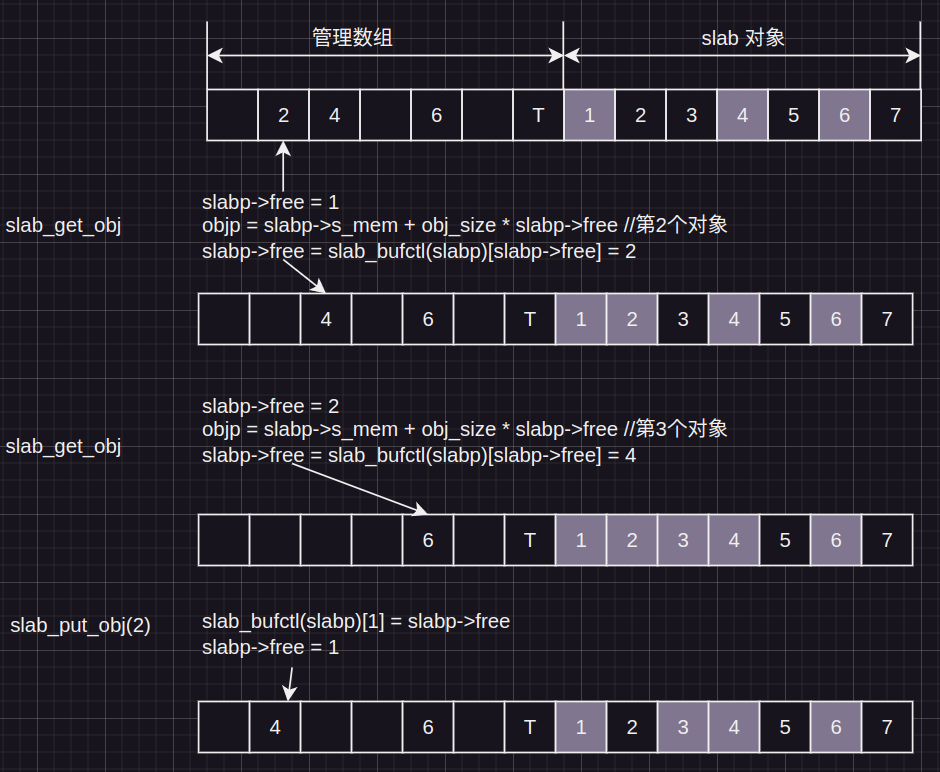 管理数组 slab 对象
2 4 6 T 1 2 3 4 5 6 7
slabp->free = 1
slab_get_obj
objp = slabp->s_mem + obj_size * slabp->free //第2个对象
slabp->free = slab_bufctl(slabp)[slabp->free] = 2
4 6 T 1 2 3 4 5 6 7
slabp->free = 2
objp = slabp->s_mem + obj_size * slabp->free //第3个对象
slab_get_obj
slabp->free = slab_bufctl(slabp)[slabp->free] = 4
6 T 1 2 3 4 5 6 7
slab_put_obj(2)
slab_bufctl(slabp)[1] = slabp->free
slabp->free = 1
4 6 T 1 2 3 4 5 6 7